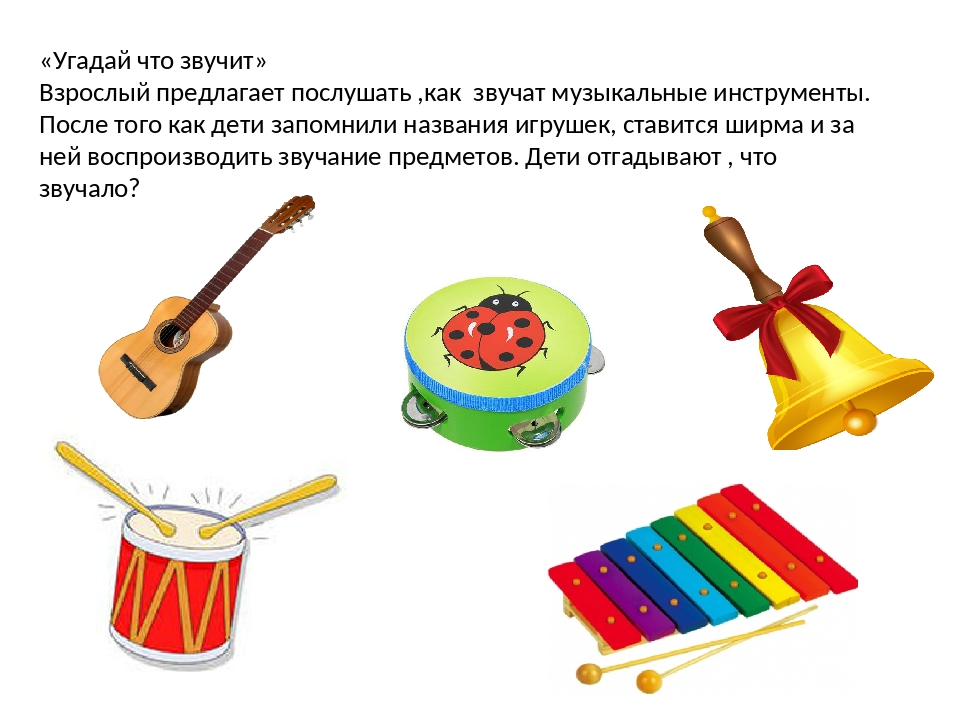 «Угадай что звучит»
Взрослый предлагает послушать ,как  звучат музыкальные инструменты.
После того как дети запомнили названия игрушек, ставится ширма и за
ней воспроизводить звучание предметов. Дети отгадывают , что
звучало?